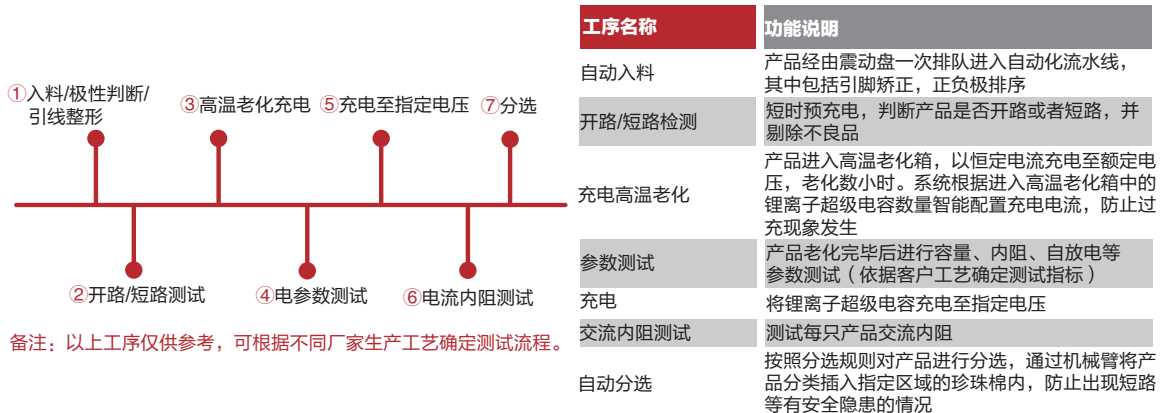 ①入料/极性判断/
引线整形
③高温老化充电
⑤充电至指定电压
⑦分选
②开路/短路测试
④电参数测试
⑥电流内阻测试
备注：以上工序仅供参考，可根据不同厂家生产工艺确定测试流程。
工序名称
功能说明
自动入料
产品经由震动盘一次排队进入自动化流水线，
其中包括引脚矫正，正负极排序
开路/短路检测
短时预充电，判断产品是否开路或者短路，并
剔除不良品
充电高温老化
产品进入高温老化箱，以恒定电流充电至额定电
压，老化数小时。系统根据进入高温老化箱中的
锂离子超级电容数量智能配置充电电流，防止过
充现象发生
参数测试
产品老化完毕后进行容量、内阻、自放电等
参数测试（依据客户工艺确定测试指标）
充电
将锂离子超级电容充电至指定电压
交流内阻测试
测试每只产品交流内阻
自动分选
按照分选规则对产品进行分选，通过机械臂将产
品分类插入指定区域的珍珠棉内，防止出现短路
等有安全隐患的情况